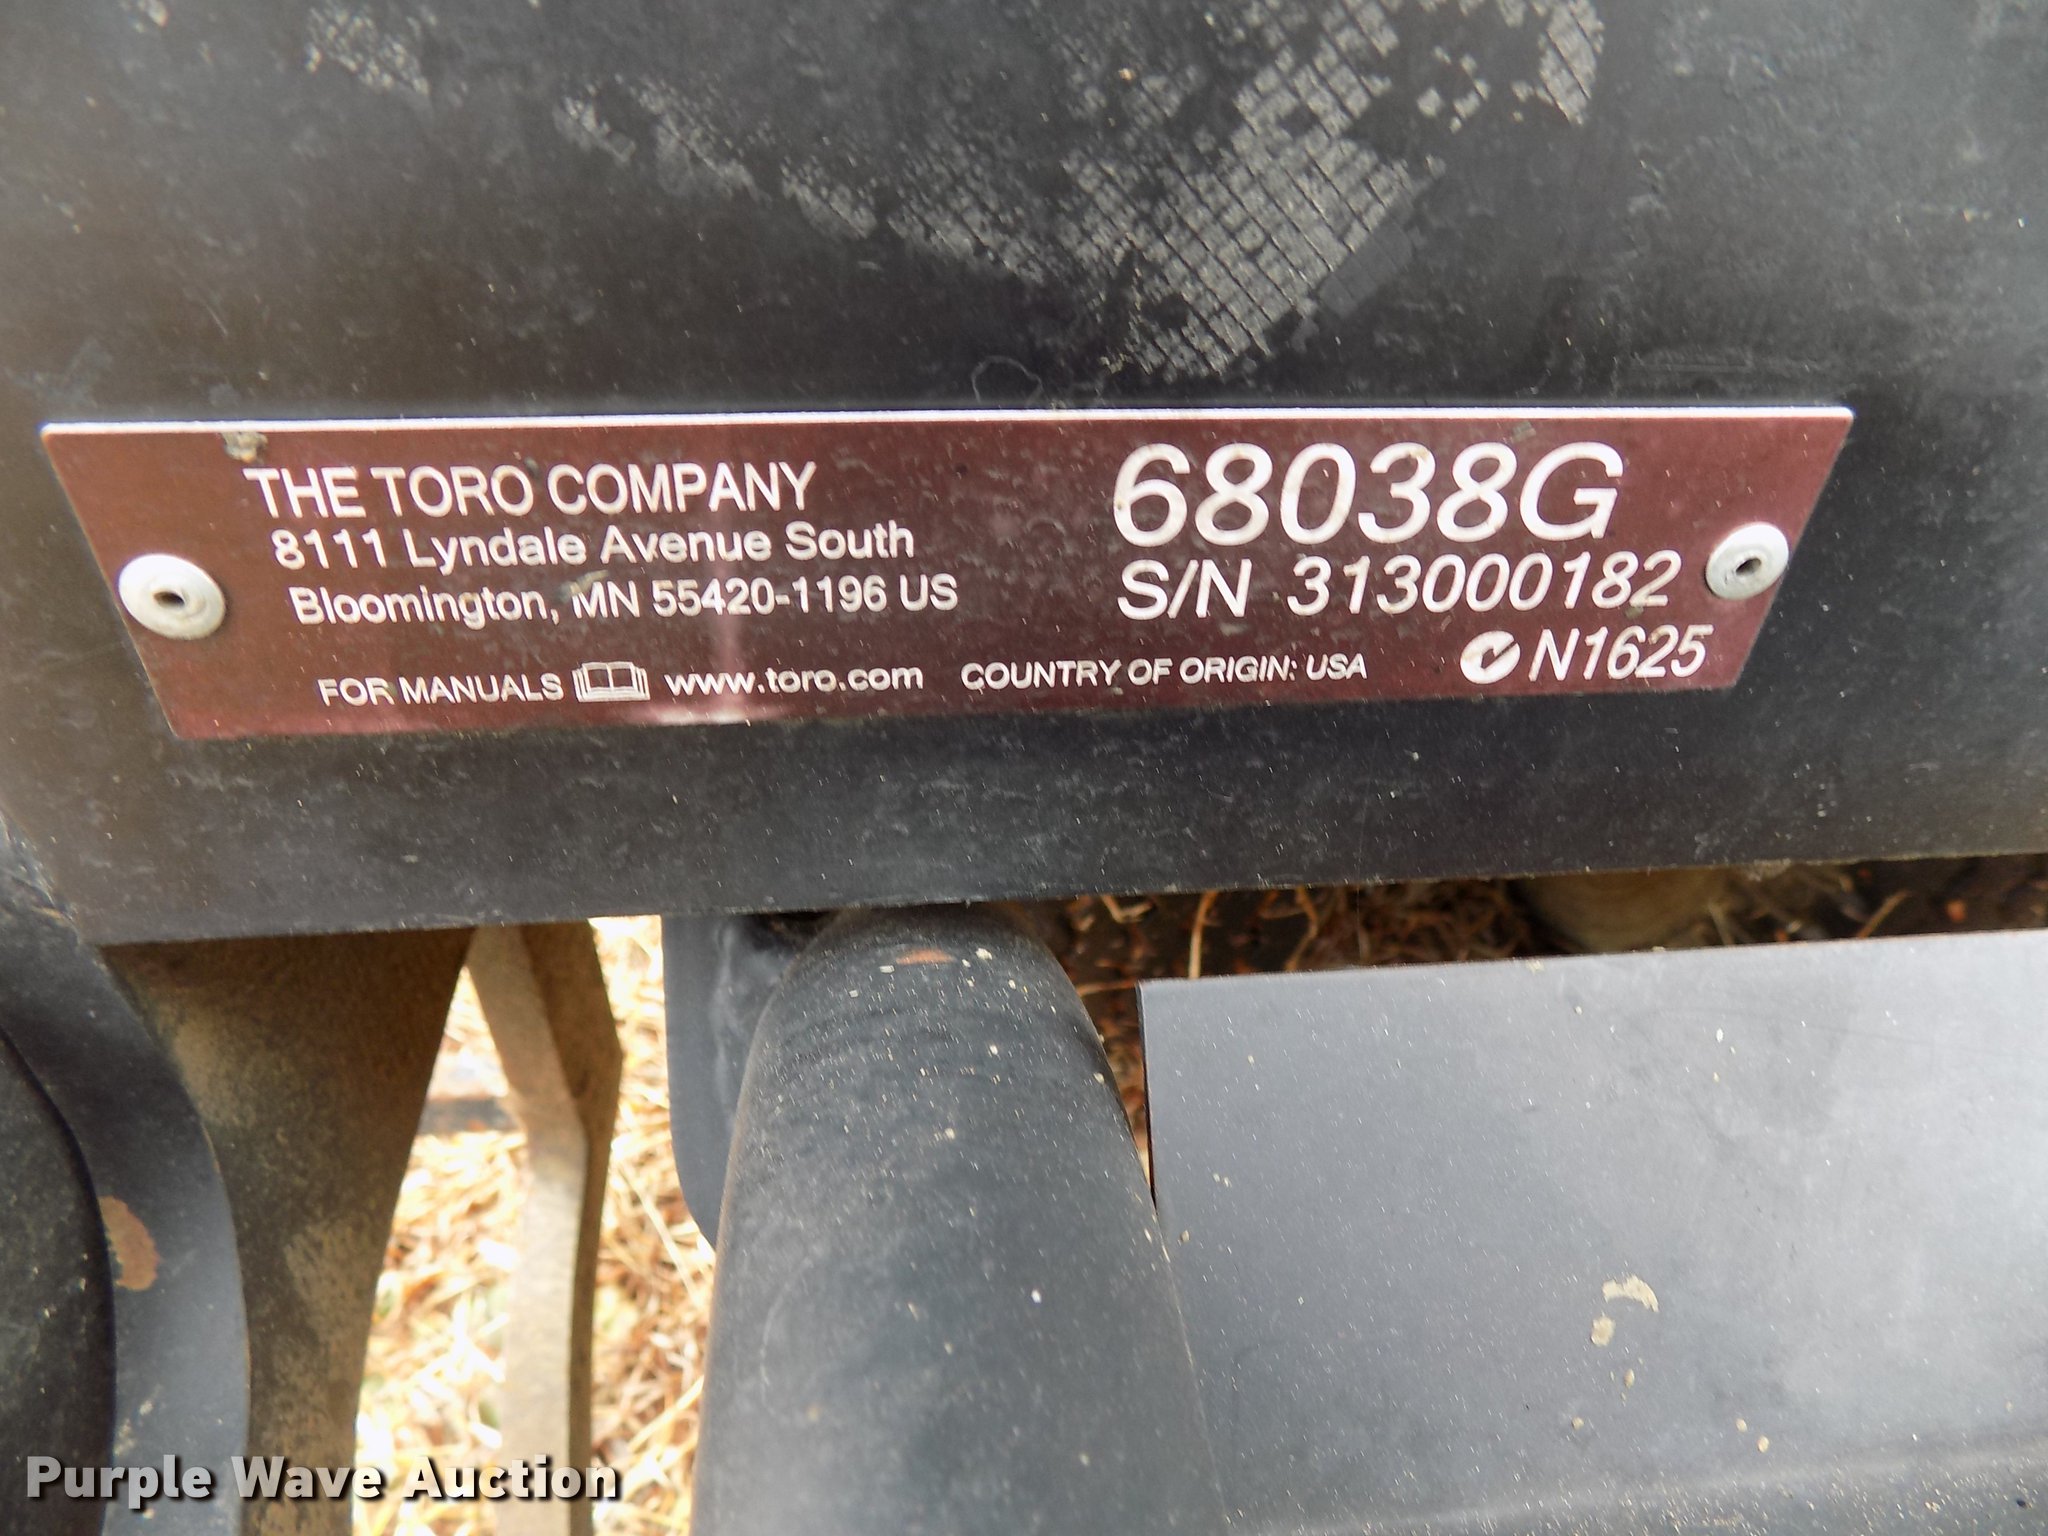 THE TORO COMPANY
8111 Lyndale Avenue South
Bloomington, MN 55420-1196 US
FOR MANUALS www.toro.com
68038G
S/N 313000182
COUNTRY OF ORIGIN: USA
N1625
Purple Wave Auction